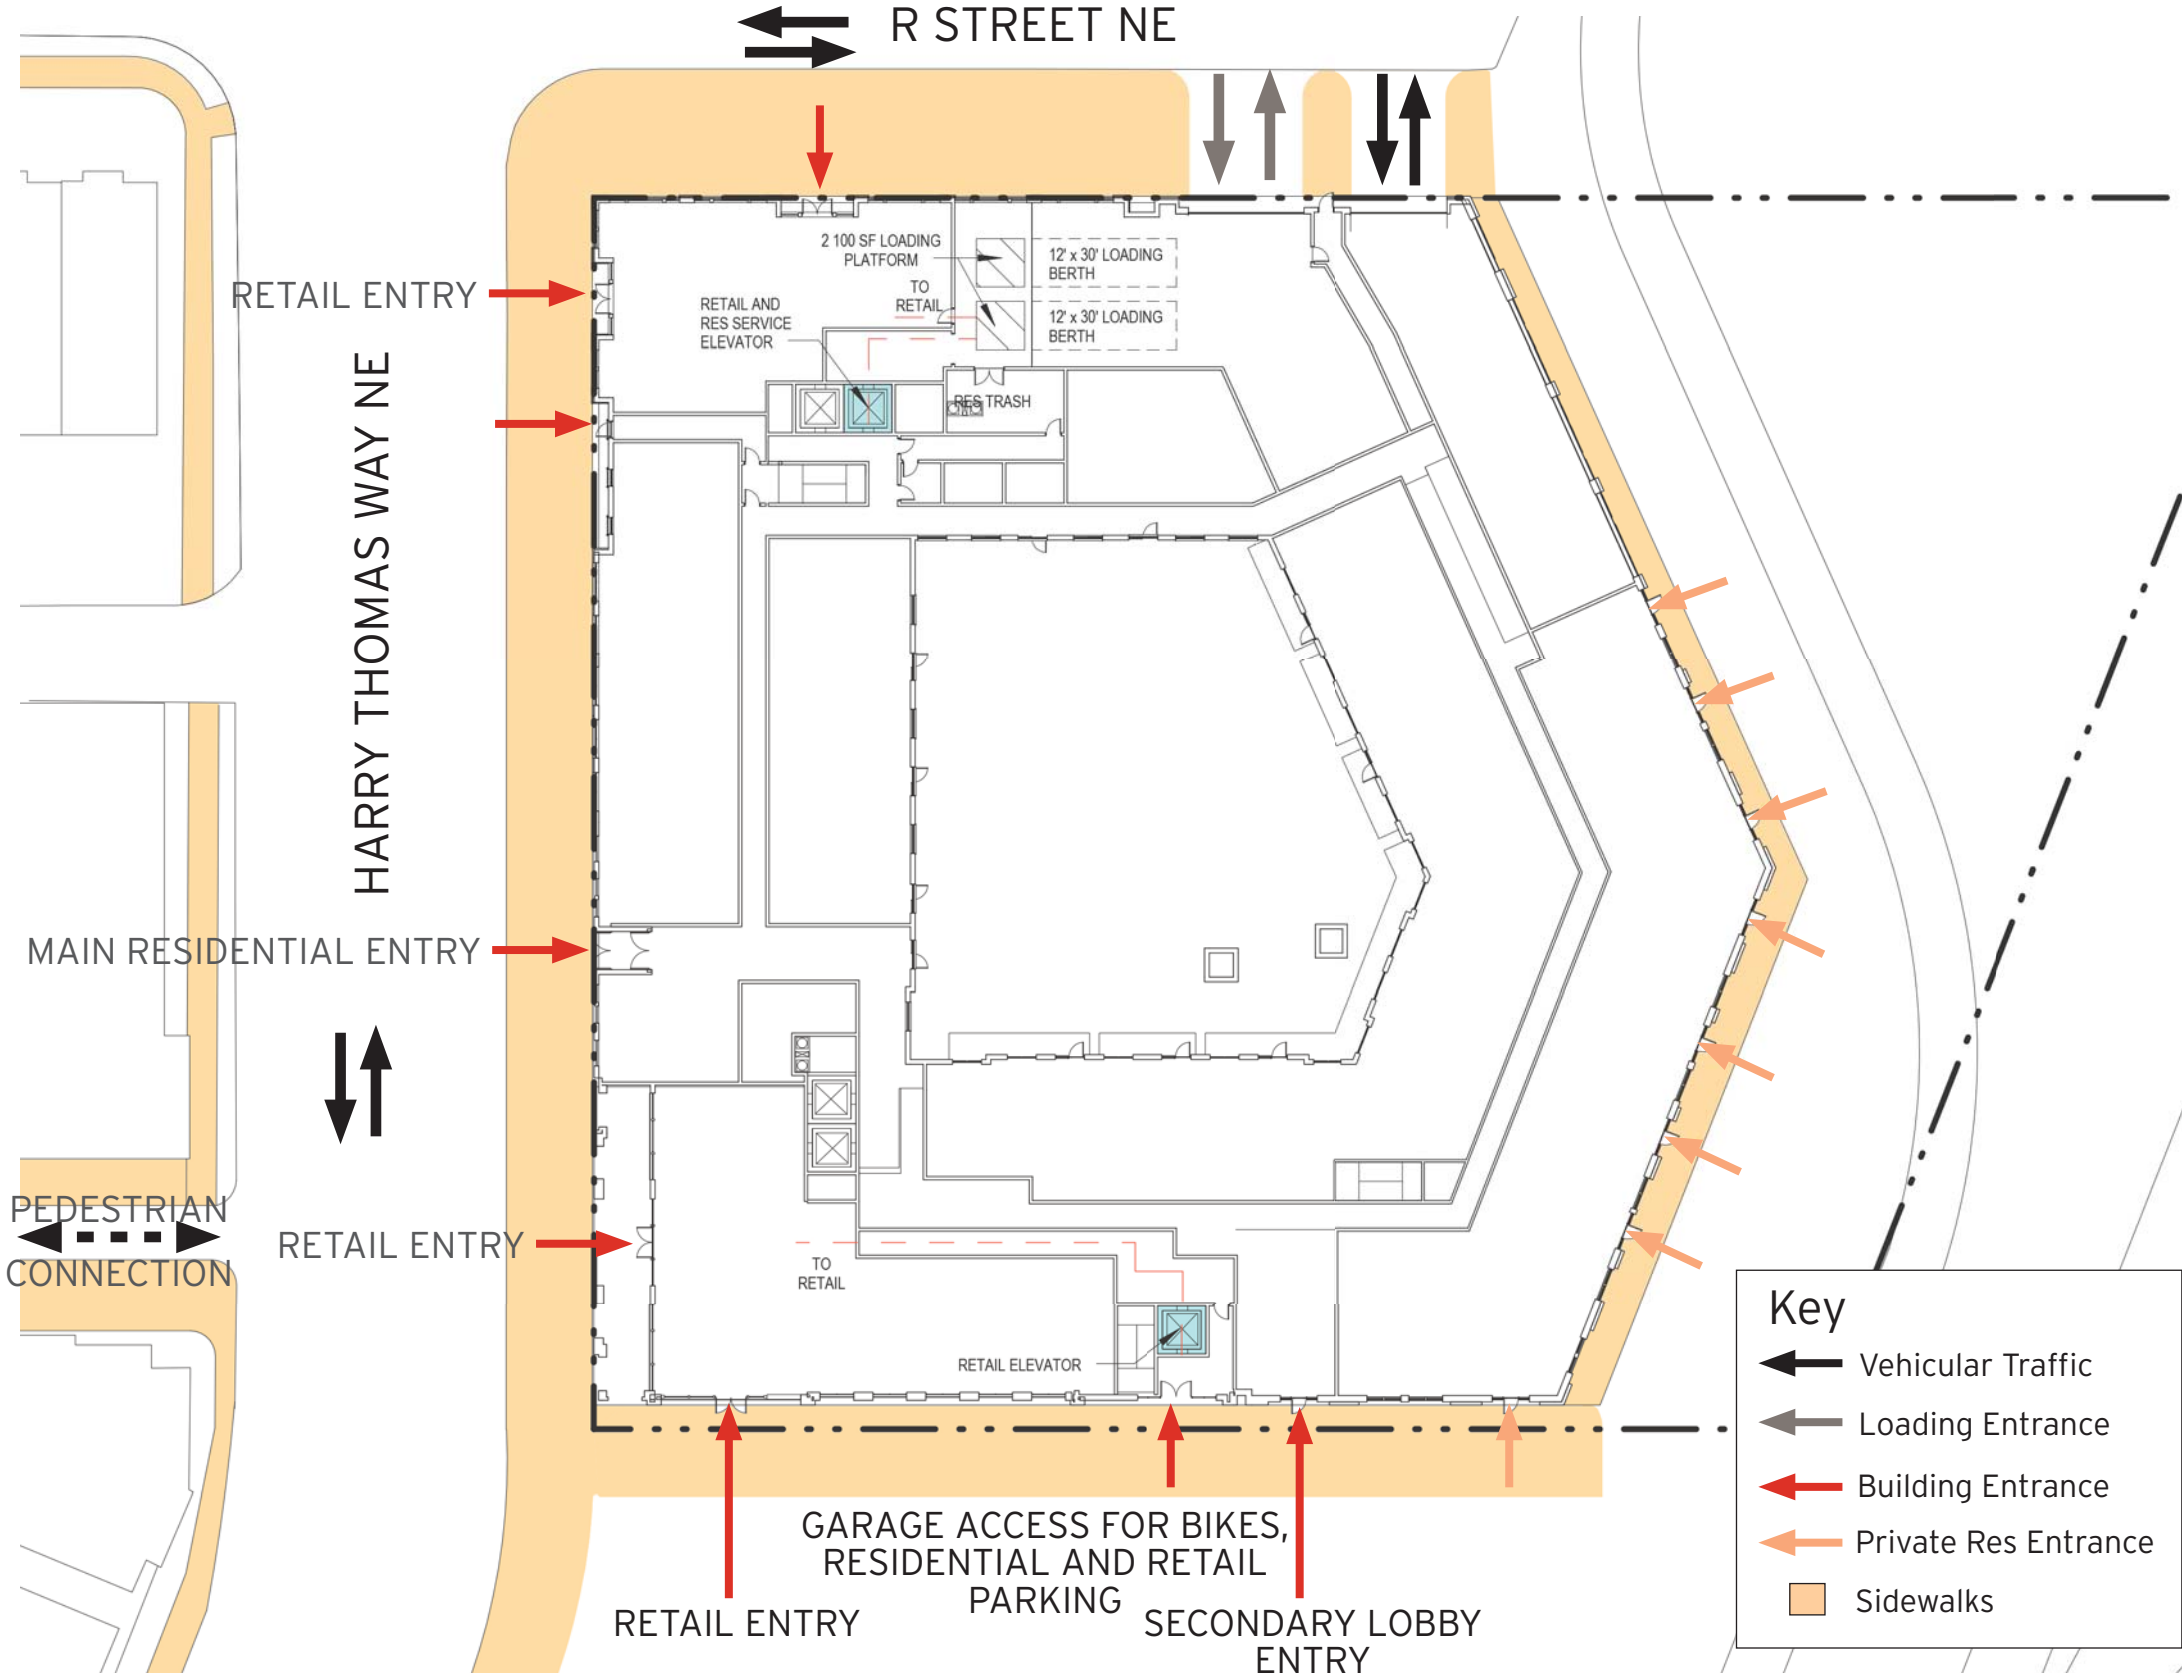 R STREET NE
2 100 SF LOADING
PLATFORM
12' x 30' LOADING
BERTH
TO
RETAIL
RETAIL AND
RES SERVICE
ELEVATOR
12' x 30' LOADING
BERTH
RETAIL ENTRY
RES TRASH
HARRY THOMAS WAY NE
MAIN RESIDENTIAL ENTRY
PEDESTRIAN
CONNECTION
RETAIL ENTRY
TO
RETAIL
RETAIL ELEVATOR
GARAGE ACCESS FOR BIKES,
RESIDENTIAL AND RETAIL
PARKING
RETAIL ENTRY
SECONDARY LOBBY
ENTRY
Key
Vehicular Traffic
Loading Entrance
Building Entrance
Private Res Entrance
Sidewalks